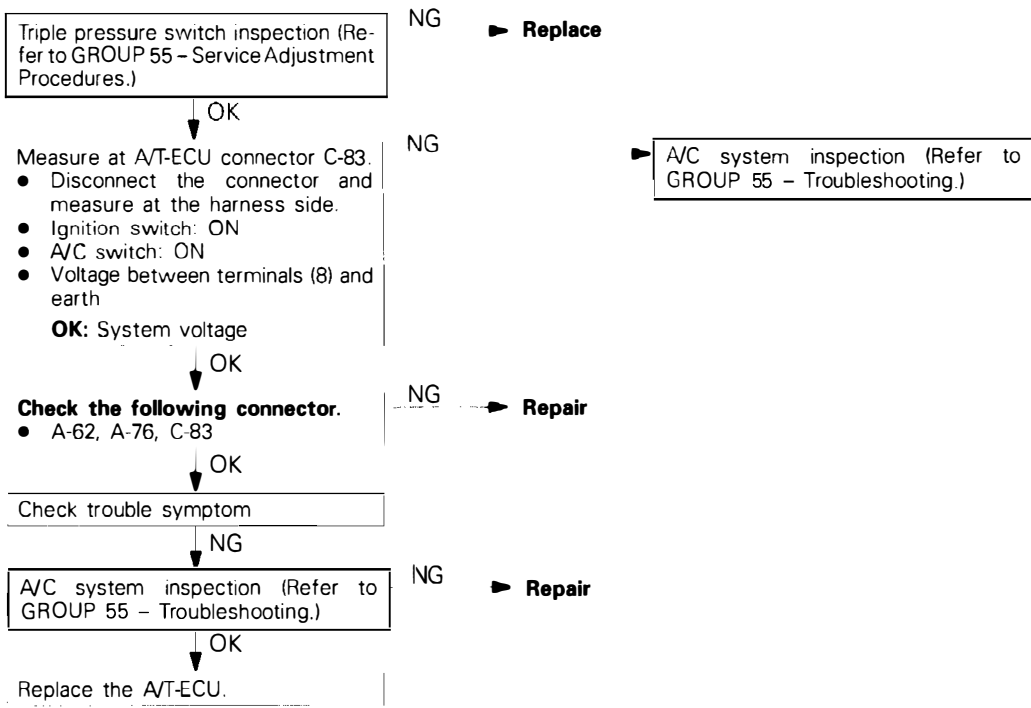 Triple pressure switch inspection (Re-
fer to GROUP 55 – Service Adjustment
Procedures.)
NG
Replace
OK
Measure at A/T-ECU connector C-83.
● Disconnect the connector and
measure at the harness side.
● Ignition switch: ON
● A/C switch: ON
● Voltage between terminals (8) and
earth
OK: System voltage
NG
A/C system inspection (Refer to
GROUP 55 – Troubleshooting.)
OK
Check the following connector.
● A-62, A-76, C-83
NG
Repair
OK
Check trouble symptom
NG
A/C system inspection (Refer to
GROUP 55 – Troubleshooting.)
NG
Repair
OK
Replace the A/T-ECU.